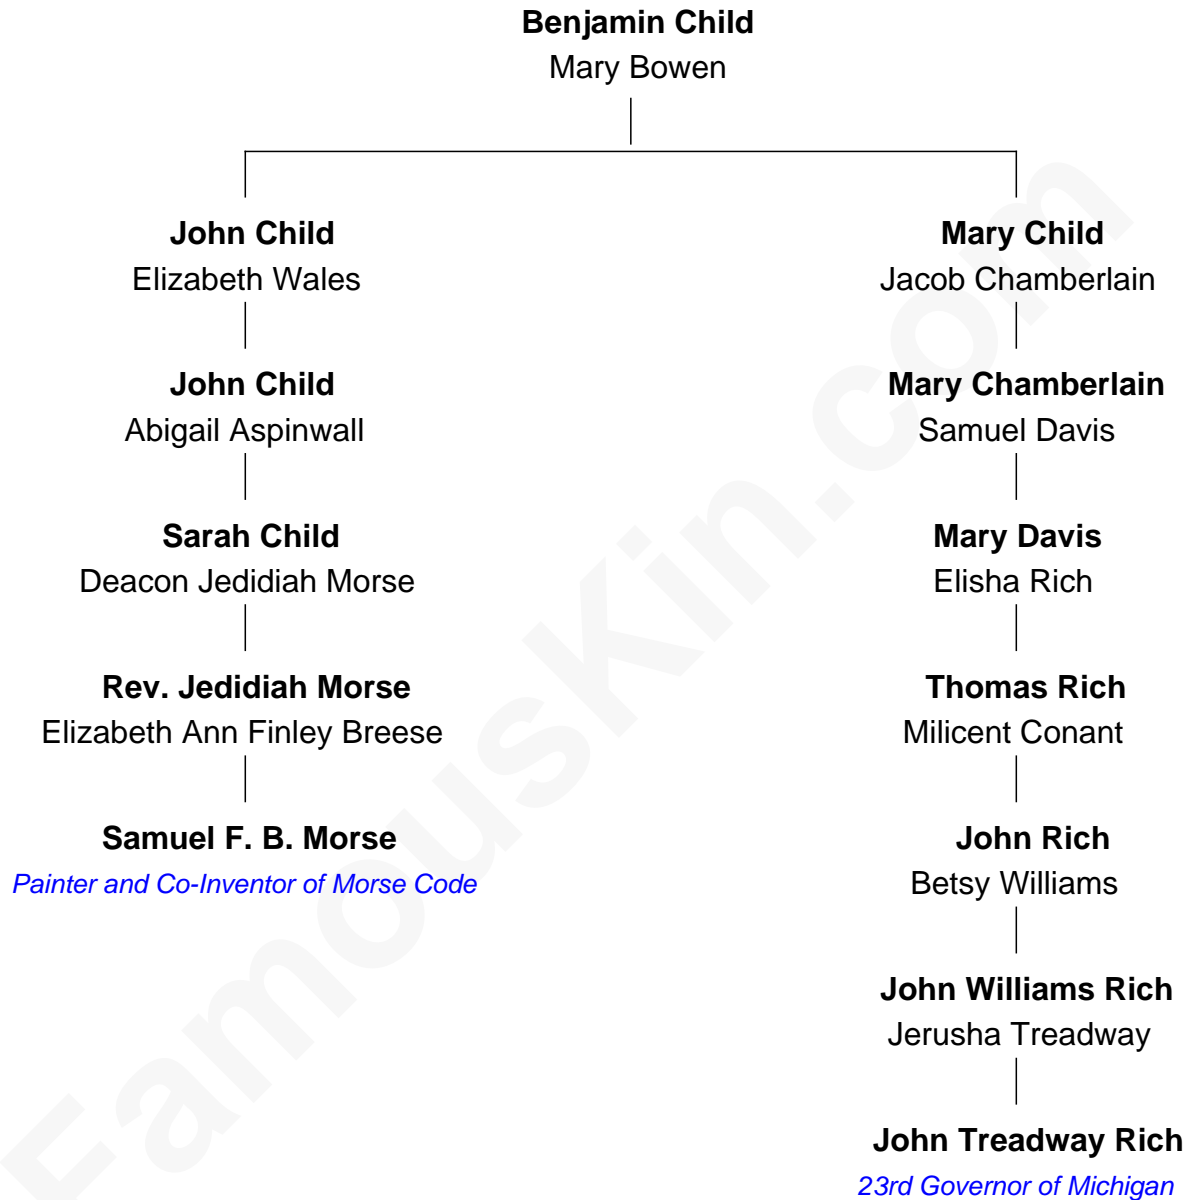 Benjamin Child
Mary Bowen
John Child
Elizabeth Wales
John Child
Abigail Aspinwall
Sarah Child
Deacon Jedidiah Morse
Rev. Jedidiah Morse
Elizabeth Ann Finley Breese
Samuel F. B. Morse
Painter and Co-Inventor of Morse Code
Mary Child
Jacob Chamberlain
Mary Chamberlain
Samuel Davis
Mary Davis
Elisha Rich
Thomas Rich
Milicent Conant
John Rich
Betsy Williams
John Williams Rich
Jerusha Treadway
John Treadway Rich
23rd Governor of Michigan
FamousKin.com